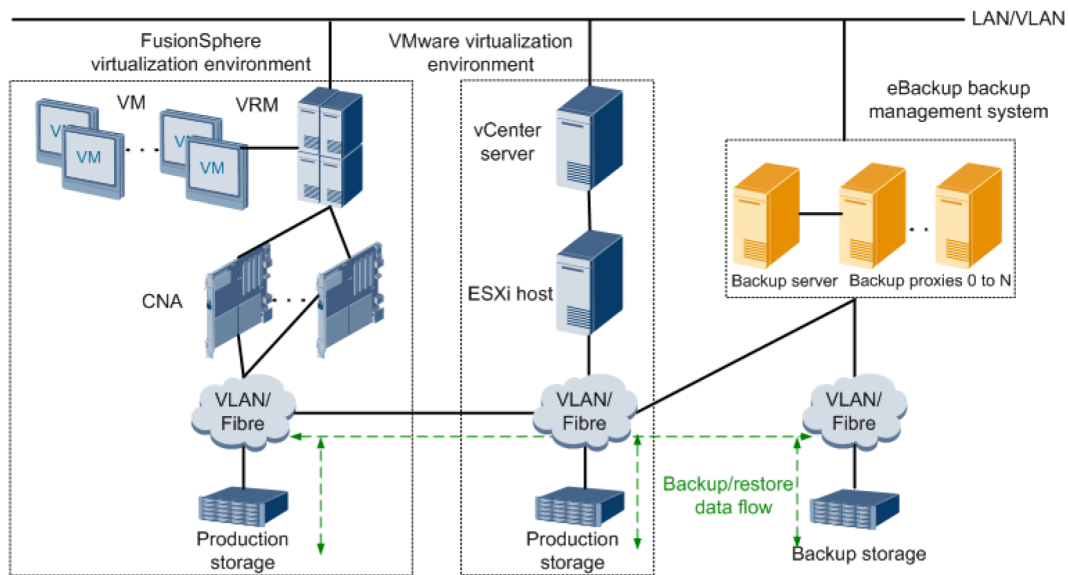 LAN/VLAN
FusionSphere
virtualization environment
VMware virtualization
environment
eBackup backup
management system
VM
VRM
VM
VM
VM
VM
vCenter
server
Backup server
Backup proxies 0 to N
CNA
ESXi host
VLAN/
Fibre
VLAN/
Fibre
VLAN/
Fibre
Backup/restore
data flow
Production
storage
Production
storage
Backup storage